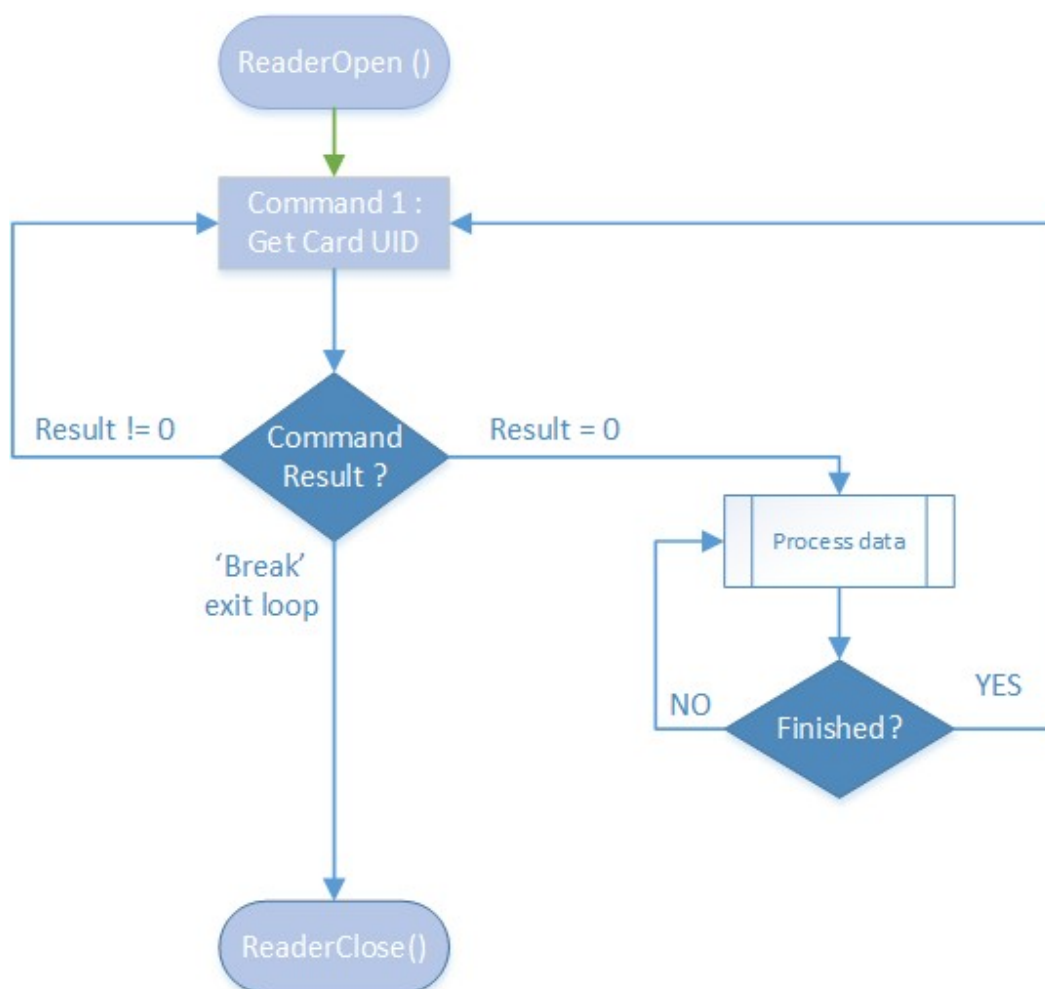 ReaderOpen ()
Command 1 :
Get Card UID
Result != 0
Command
Result ?
Result = 0
Process data
‘Break’
exit loop
NO
Finished?
YES
ReaderClose()